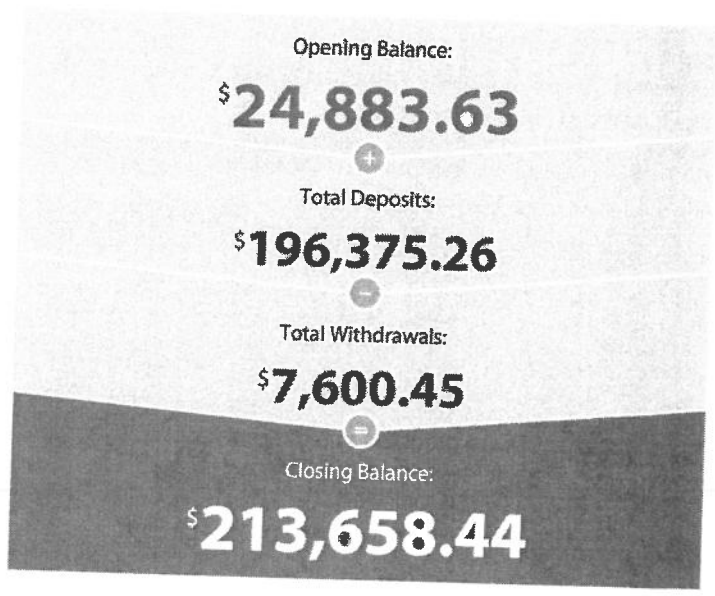 Opening Balance:
$24,883.63
+
Total Deposits:
$196,375.26
-
Total Withdrawals:
$7,600.45
=
Closing Balance:
$213,658.44